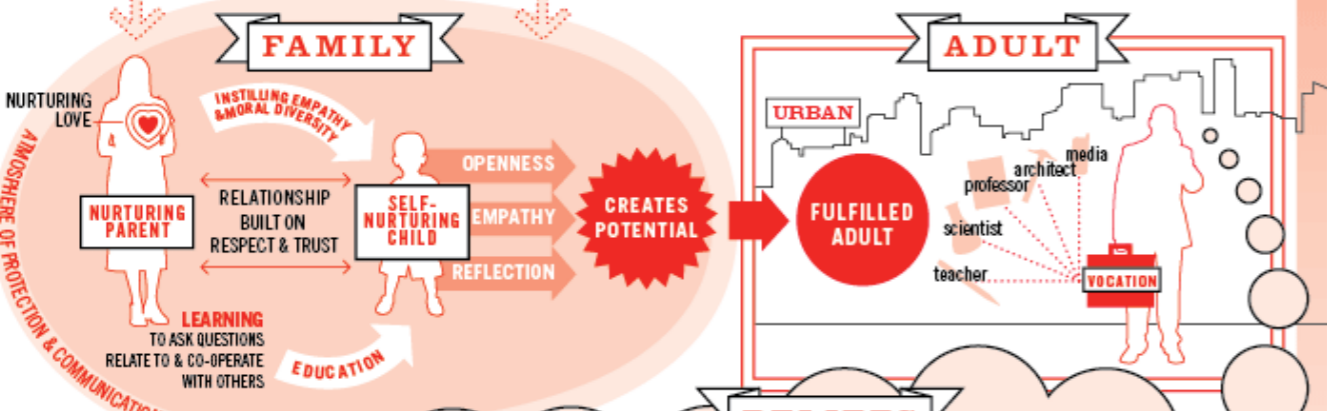 FAMILY
ADULT
NURTURING
LOVE
INSTILLING EMPATHY
& MORAL DIVERSITY
ATMOSPHERE OF PROTECTION & COMMUNICATION
NURTURING
PARENT
RELATIONSHIP
BUILT ON
RESPECT & TRUST
SELF-
NURTURING
CHILD
OPENNESS
EMPATHY
REFLECTION
CREATES
POTENTIAL
LEARNING
TO ASK QUESTIONS
RELATE TO & CO-OPERATE
WITH OTHERS
EDUCATION
URBAN
FULFILLED
ADULT
media
architect
professor
scientist
teacher
VOCATION